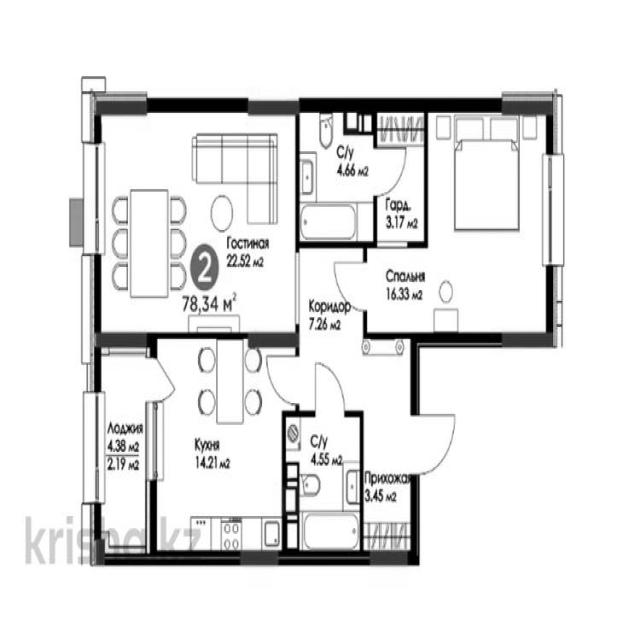 С/у
4.66 м2
Гард.
3.17 м2
Гостиная
22.52 м2
2
78,34 м²
Спальня
16.33 м2
Коридор
7.26 м2
Лоджия
4.38 м2
2.19 м2
Кухня
14.21 м2
С/у
4.55 м2
Прихожая
3.45 м2
krisha.kz